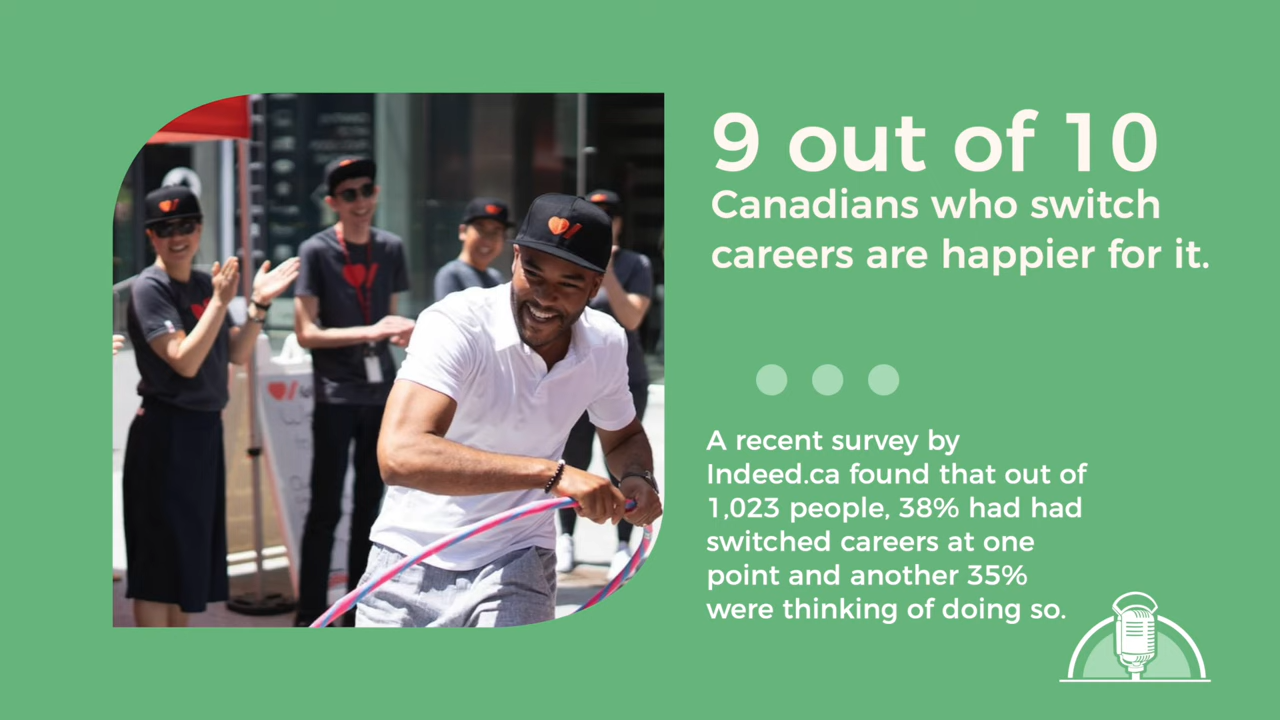 9 out of 10
Canadians who switch
careers are happier for it.
A recent survey by
Indeed.ca found that out of
1,023 people, 38% had had
switched careers at one
point and another 35%
were thinking of doing so.